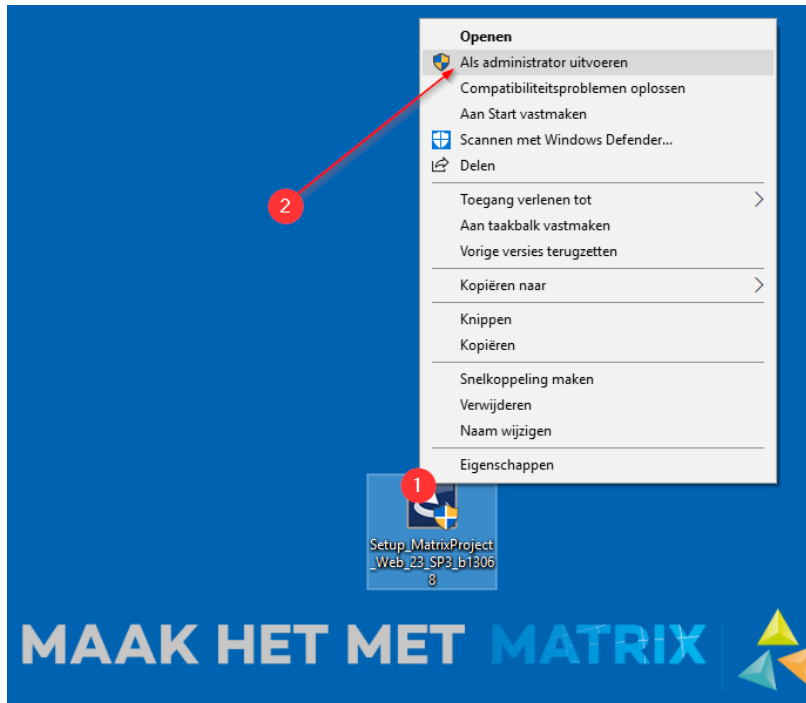 Openen
Als administrator uitvoeren
Compatibiliteitsproblemen oplossen
Aan Start vastmaken
Scannen met Windows Defender...
Delen
2
Toegang verlenen tot
Aan taakbalk vastmaken
Vorige versies terugzetten
Kopiëren naar
Knippen
Kopiëren
Snelkoppeling maken
Verwijderen
Naam wijzigen
Eigenschappen
1
Setup_MatrixProject
_Web_23_SP3_b1306
8
MAAK HET MET MATRIX